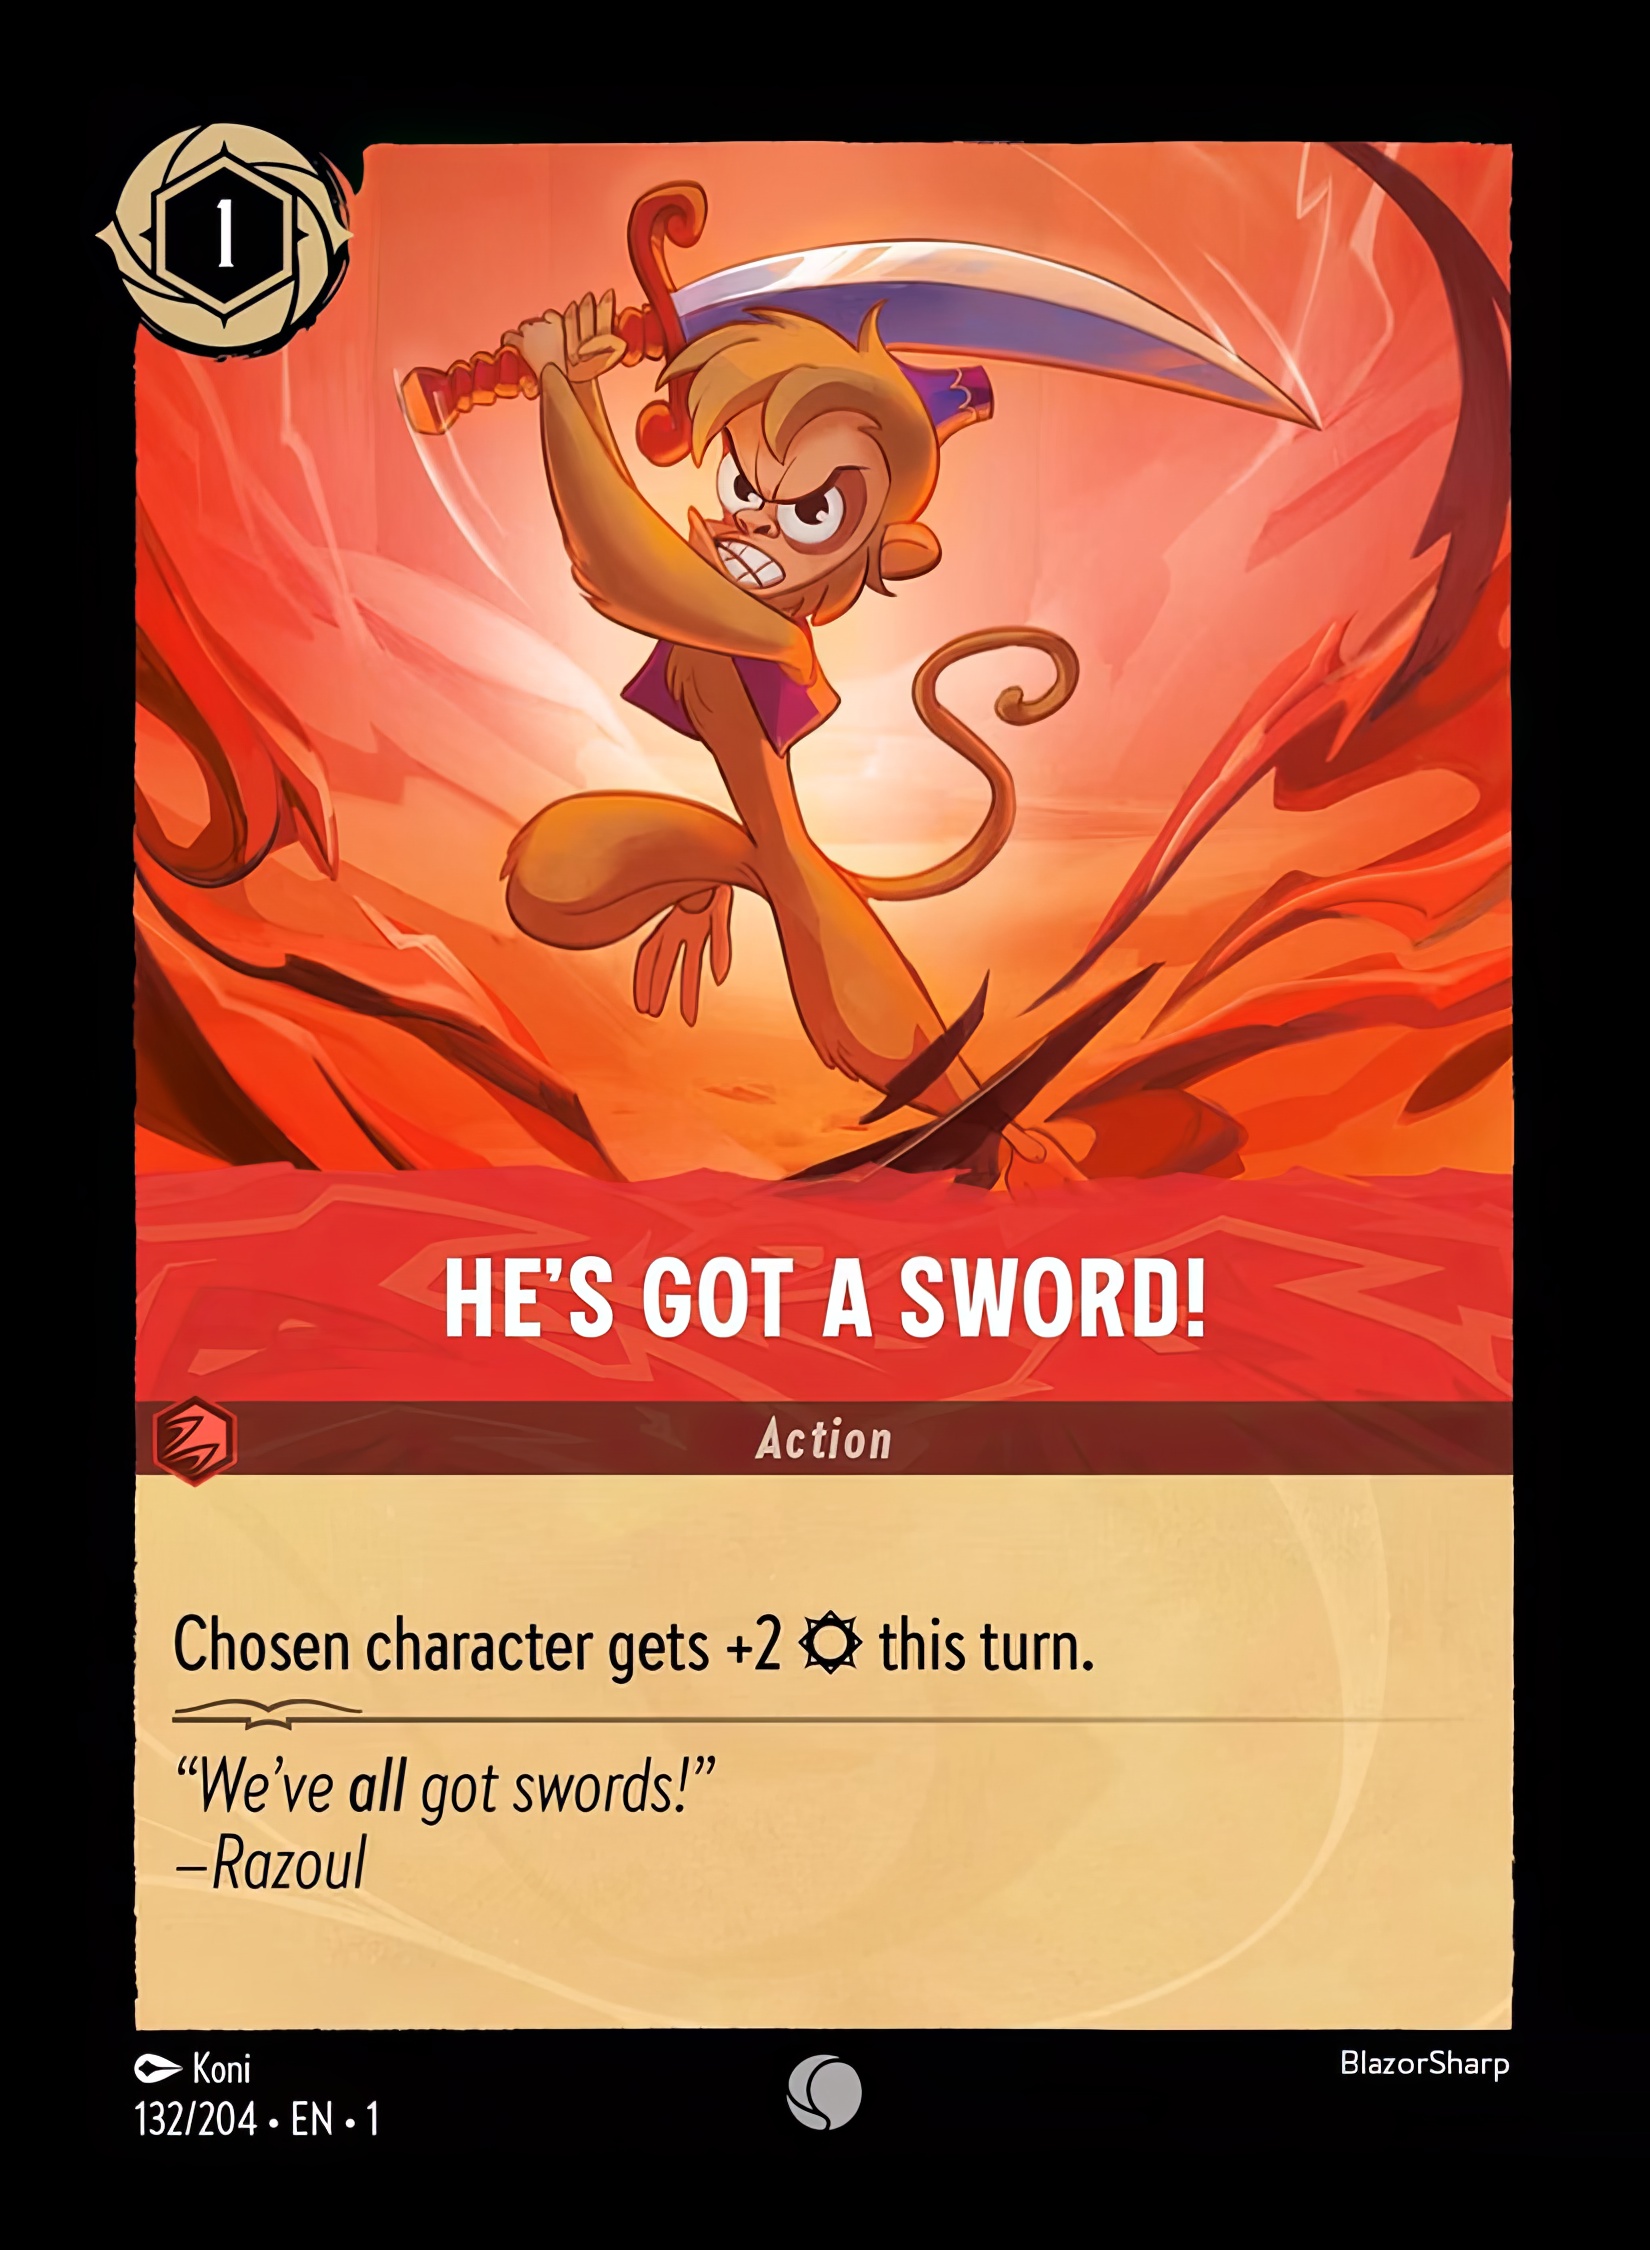 1
HE'S GOT A SWORD!
Action
Chosen character gets +2 this turn.
“We've all got swords!”
–Razoul
Koni
BlazorSharp
132/204 • EN • 1